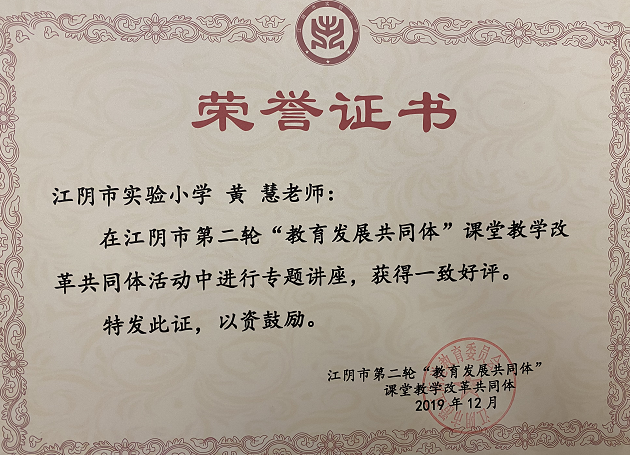 荣誉证书
江阴市实验小学 黄 慧老师：
在江阴市第二轮“教育发展共同体”课堂教学改
革共同体活动中进行专题讲座，获得一致好评。
特发此证，以资鼓励。
江阴市第二轮“教育发展共同体”
课堂教学改革共同体
2019 年 12 月